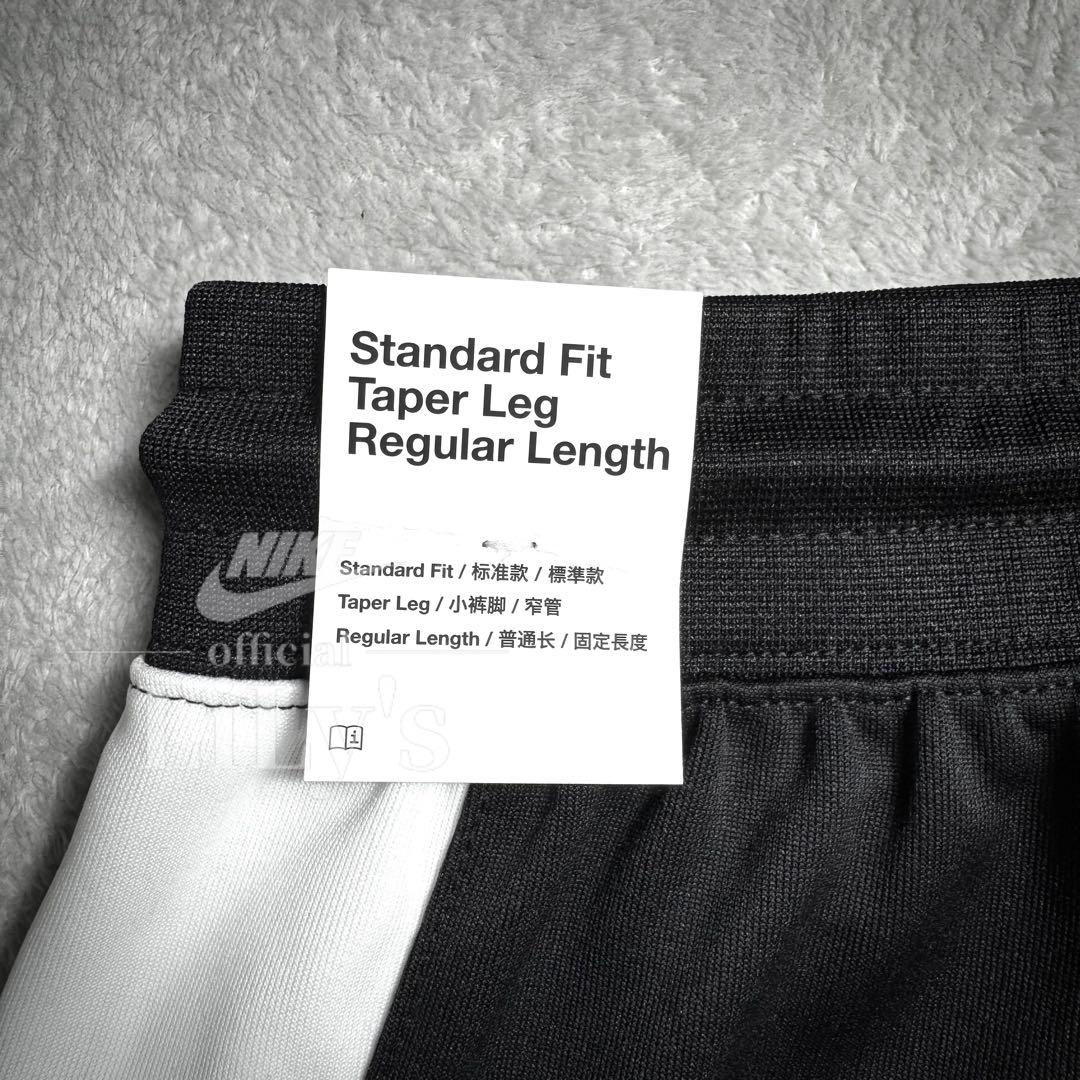 Standard Fit
Taper Leg
Regular Length
Standard Fit / 标准款 / 標準款
Taper Leg / 小裤脚 / 窄管
Regular Length / 普通长 / 固定長度
NIKE
official